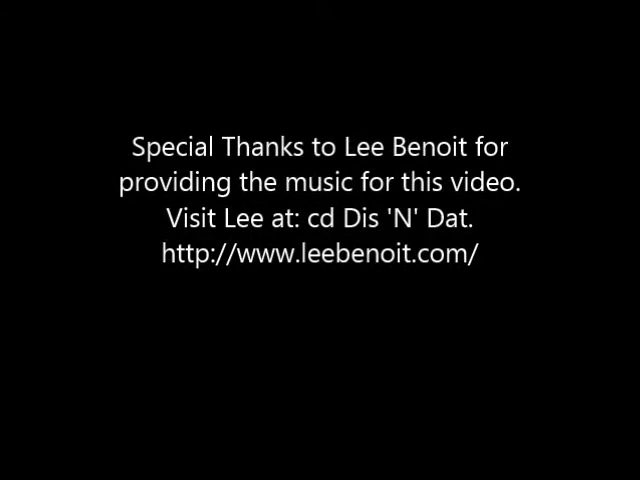 Special Thanks to Lee Benoit for
providing the music for this video.
Visit Lee at: cd Dis 'N' Dat.
http://www.leebenoit.com/